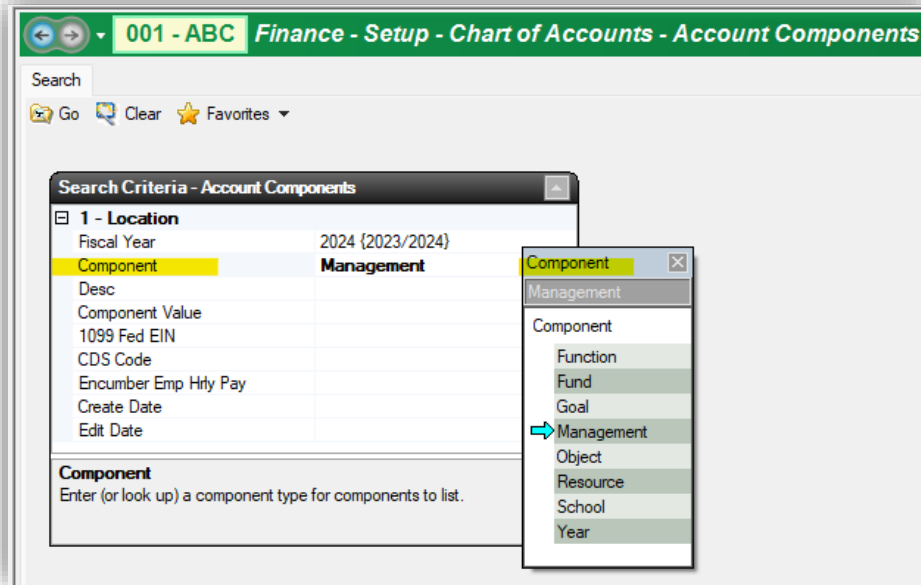 001 - ABC Finance - Setup - Chart of Accounts - Account Components
Search
Go Clear Favorites
Search Criteria - Account Components
1 - Location
Fiscal Year 2024 {2023/2024}
Component Management
Desc
Component Value
1099 Fed EIN
CDS Code
Encumber Emp Hrly Pay
Create Date
Edit Date
Component
Enter (or look up) a component type for components to list.
Component
Management
Component
Function
Fund
Goal
Management
Object
Resource
School
Year